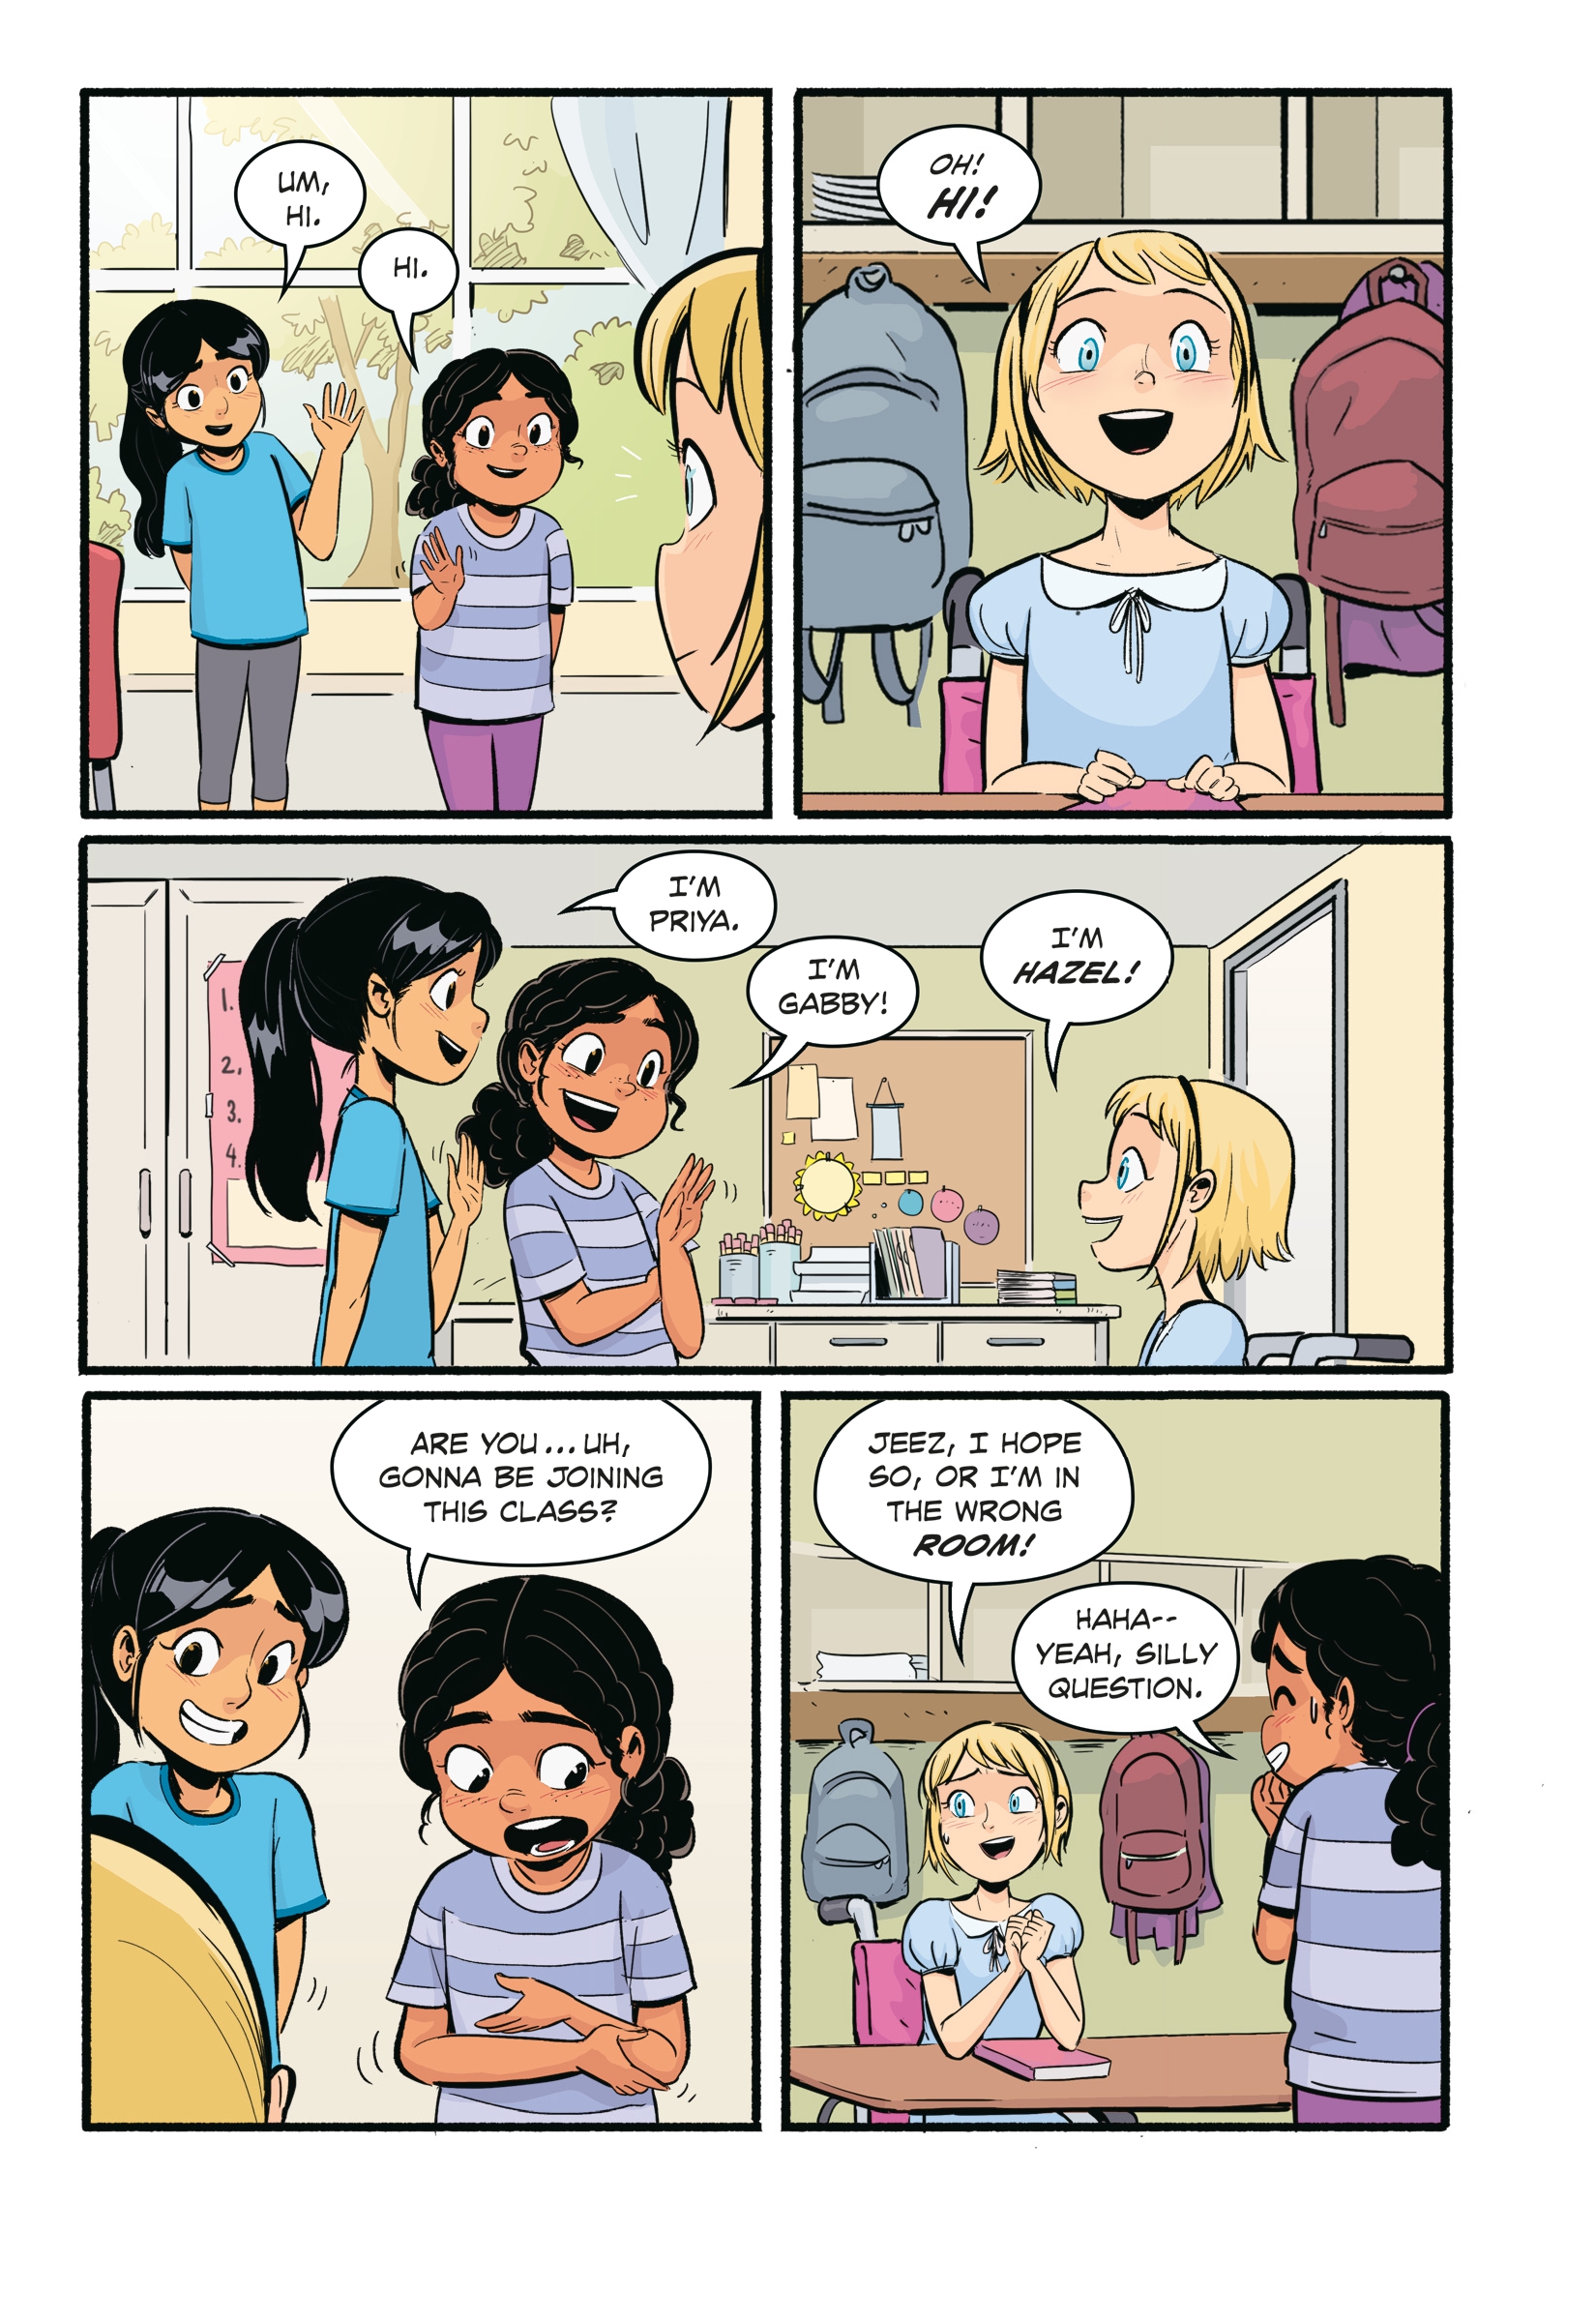 UM,
HI.
HI.
OH!
HI!
I'M
PRIYA.
I'M
GABBY!
I'M
HAZEL!
1.
2.
3.
4.
ARE YOU...UH,
GONNA BE JOINING
THIS CLASS?
JEEZ, I HOPE
SO, OR I'M IN
THE WRONG
ROOM!
HAHA--
YEAH, SILLY
QUESTION.